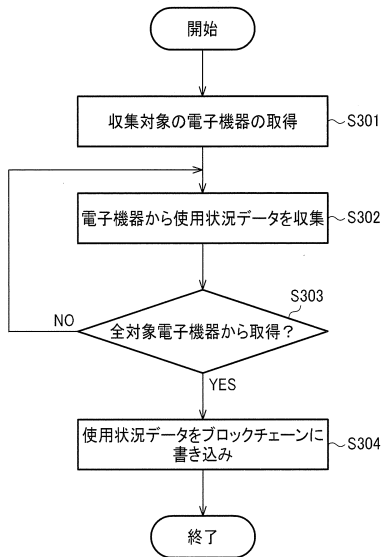 開始
収集対象の電子機器の取得
S301
電子機器から使用状況データを収集
S302
S303
全対象電子機器から取得？
NO
YES
使用状況データをブロックチェーンに
書き込み
S304
終了